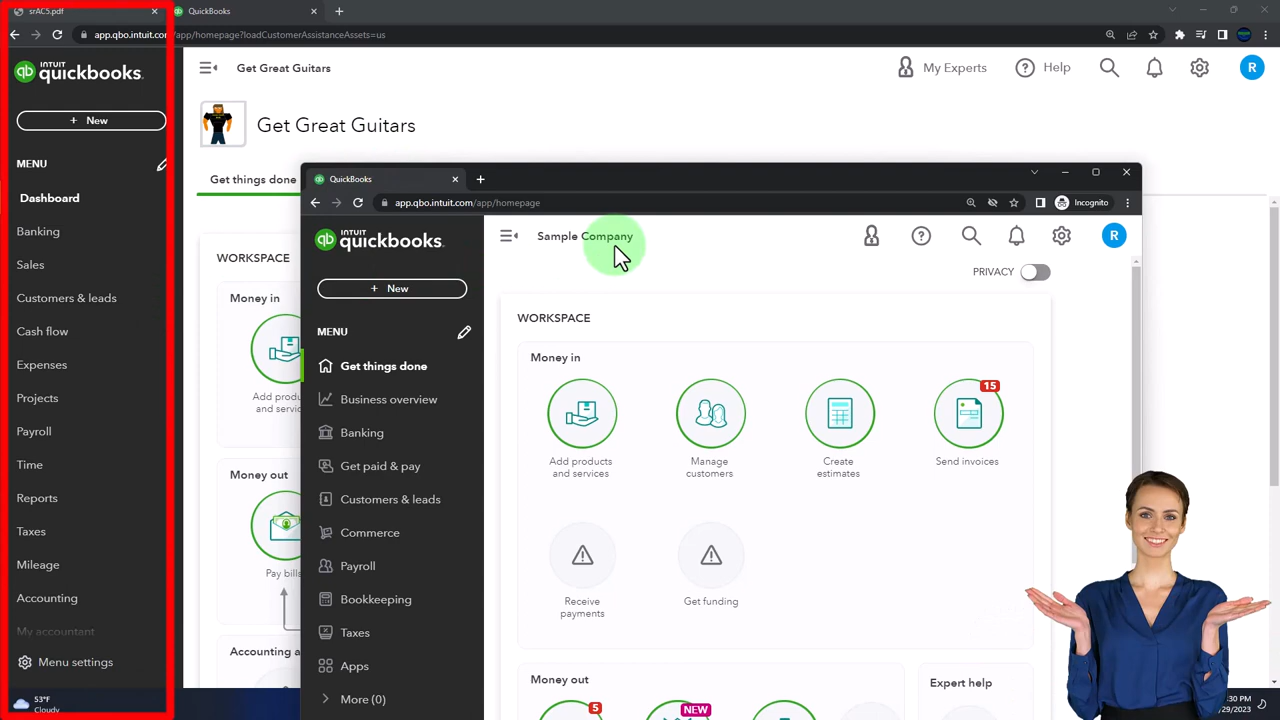 srAC5.pdf
QuickBooks
app.qbo.intuit.com/app/homepage?loadCustomerAssistanceAssets=us
INTUIT
quickbooks.
Get Great Guitars
My Experts
Help
R
+ New
Get Great Guitars
MENU
Get things done
Dashboard
Banking
Sales
Customers & leads
Cash flow
Expenses
Projects
Payroll
Time
Reports
Taxes
Mileage
Accounting
My accountant
Menu settings
53°F
Cloudy
WORKSPACE
Money in
Add produ
and servic
Money out
Pay bill
Accounting a
QuickBooks
app.qbo.intuit.com/app/homepage
Incognito
INTUIT
quickbooks.
Sample Company
R
PRIVACY
+ New
MENU
Get things done
Business overview
Banking
Get paid & pay
Customers & leads
Commerce
Payroll
Bookkeeping
Taxes
Apps
More (0)
WORKSPACE
Money in
15
Add products
and services
Manage
customers
Create
estimates
Send invoices
Receive
payments
Get funding
Money out
Expert help
5
NEW
:30 PM
/29/2023